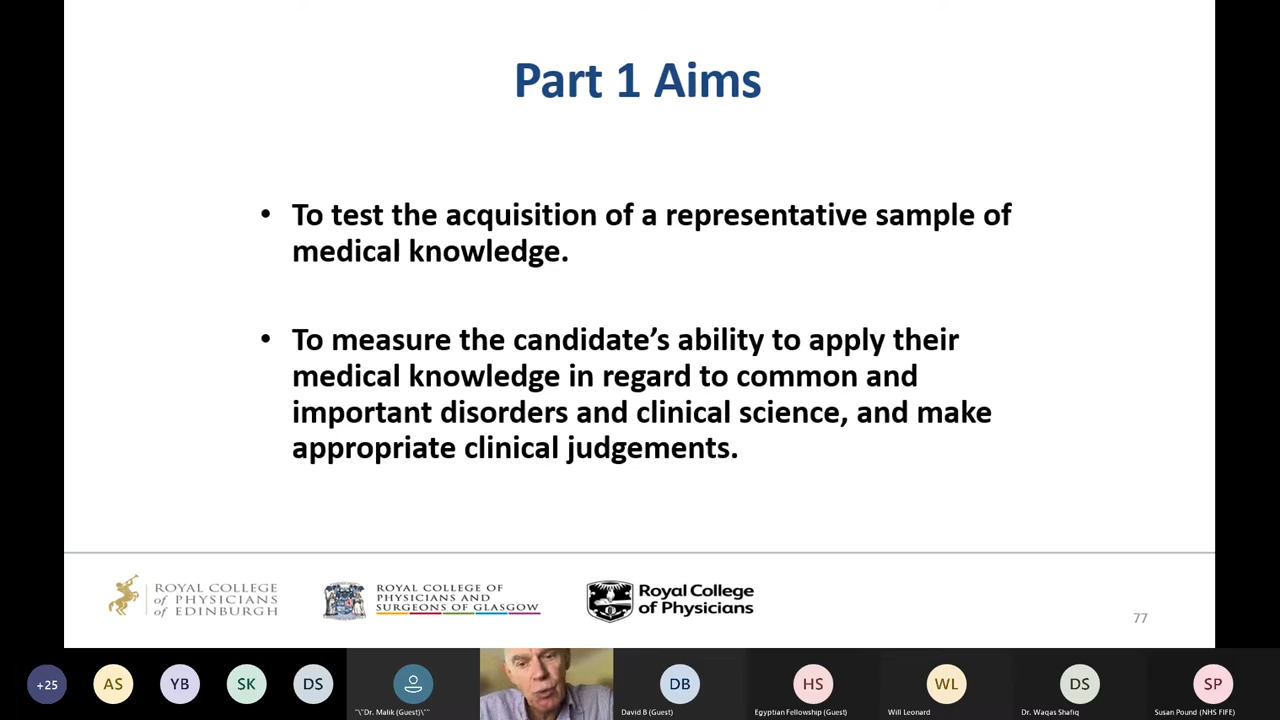 Part 1 Aims
• To test the acquisition of a representative sample of
medical knowledge.
• To measure the candidate’s ability to apply their
medical knowledge in regard to common and
important disorders and clinical science, and make
appropriate clinical judgements.
ROYAL COLLEGE
of PHYSICIANS
of EDINBURGH
ROYAL COLLEGE OF
PHYSICIANS AND
SURGEONS OF GLASGOW
Royal College
of Physicians
77
+25
AS
YB
SK
DS
"\"Dr. Malik (Guest)\""
DB
David B (Guest)
HS
Egyptian Fellowship (Guest)
WL
Will Leonard
DS
Dr. Waqas Shafiq
SP
Susan Pound (NHS FIFE)